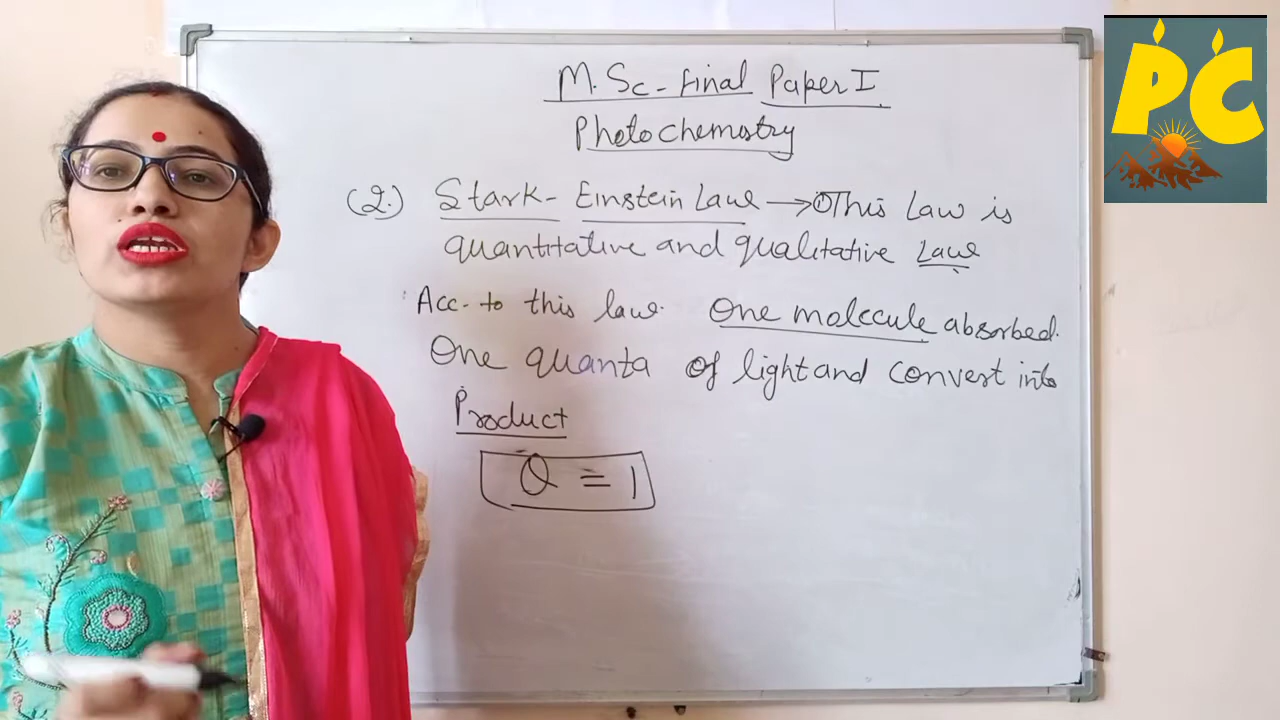 M.Sc-final Paper I
Photochemistry
(2.) Stark-Einstein Law → ① This Law is
quantitative and qualitative Law
Acc. to this law. One molecule absorbed.
One quanta of light and convert into
Product
Q = 1
PC